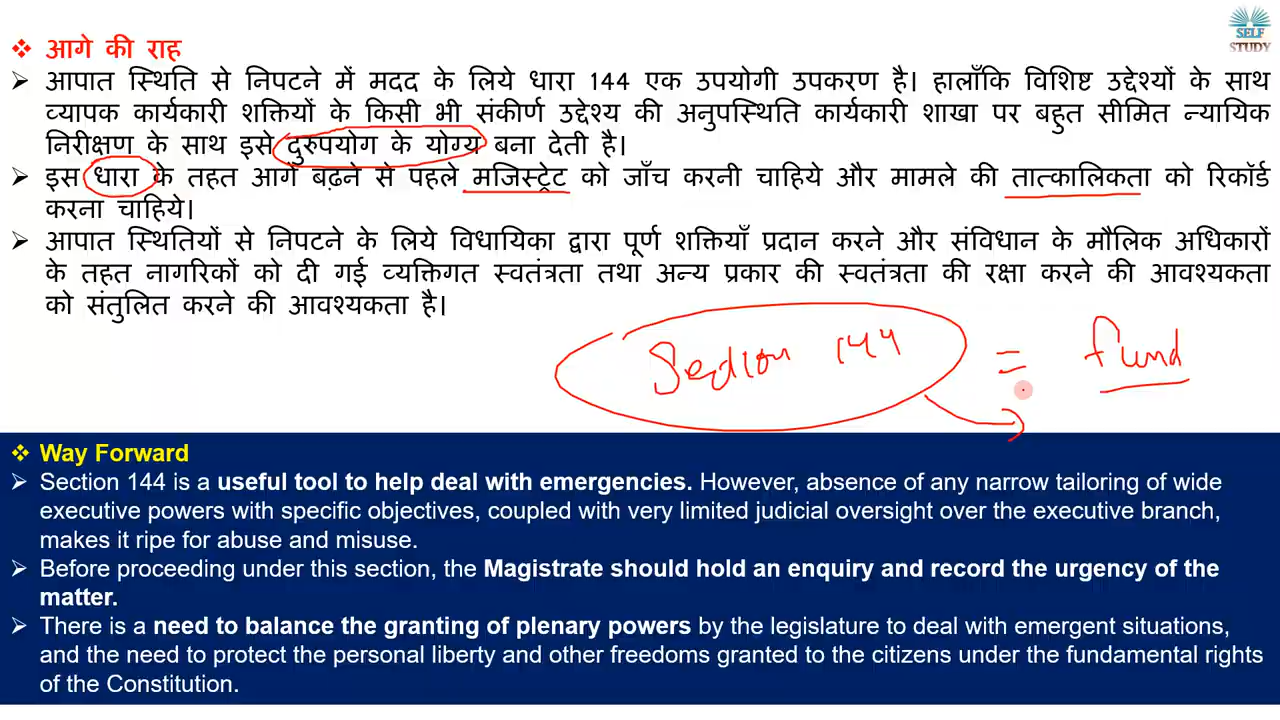 SELF
STUDY
❖ आगे की राह
➢ आपात स्थिति से निपटने में मदद के लिये धारा 144 एक उपयोगी उपकरण है। हालाँकि विशिष्ट उद्देश्यों के साथ
व्यापक कार्यकारी शक्तियों के किसी भी संकीर्ण उद्देश्य की अनुपस्थिति कार्यकारी शाखा पर बहुत सीमित न्यायिक
निरीक्षण के साथ इसे दुरुपयोग के योग्य बना देती है।
➢ इस धारा के तहत आगे बढ़ने से पहले मजिस्ट्रेट को जाँच करनी चाहिये और मामले की तात्कालिकता को रिकॉर्ड
करना चाहिये।
➢ आपात स्थितियों से निपटने के लिये विधायिका द्वारा पूर्ण शक्तियाँ प्रदान करने और संविधान के मौलिक अधिकारों
के तहत नागरिकों को दी गई व्यक्तिगत स्वतंत्रता तथा अन्य प्रकार की स्वतंत्रता की रक्षा करने की आवश्यकता
को संतुलित करने की आवश्यकता है।
Section 144 = fund
❖ Way Forward
➢ Section 144 is a useful tool to help deal with emergencies. However, absence of any narrow tailoring of wide
executive powers with specific objectives, coupled with very limited judicial oversight over the executive branch,
makes it ripe for abuse and misuse.
➢ Before proceeding under this section, the Magistrate should hold an enquiry and record the urgency of the
matter.
➢ There is a need to balance the granting of plenary powers by the legislature to deal with emergent situations,
and the need to protect the personal liberty and other freedoms granted to the citizens under the fundamental rights
of the Constitution.